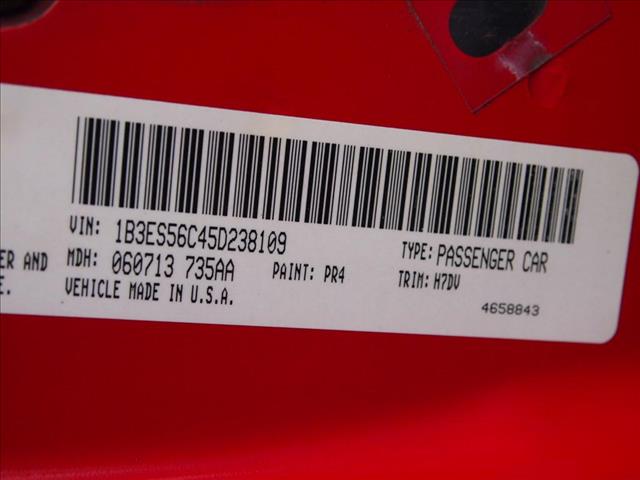 VIN: 1B3ES56C45D238109
TYPE: PASSENGER CAR
ER AND
MDH: 060713 735AA
PAINT: PR4
TRIM: H7DV
E.
VEHICLE MADE IN U.S.A.
4658843